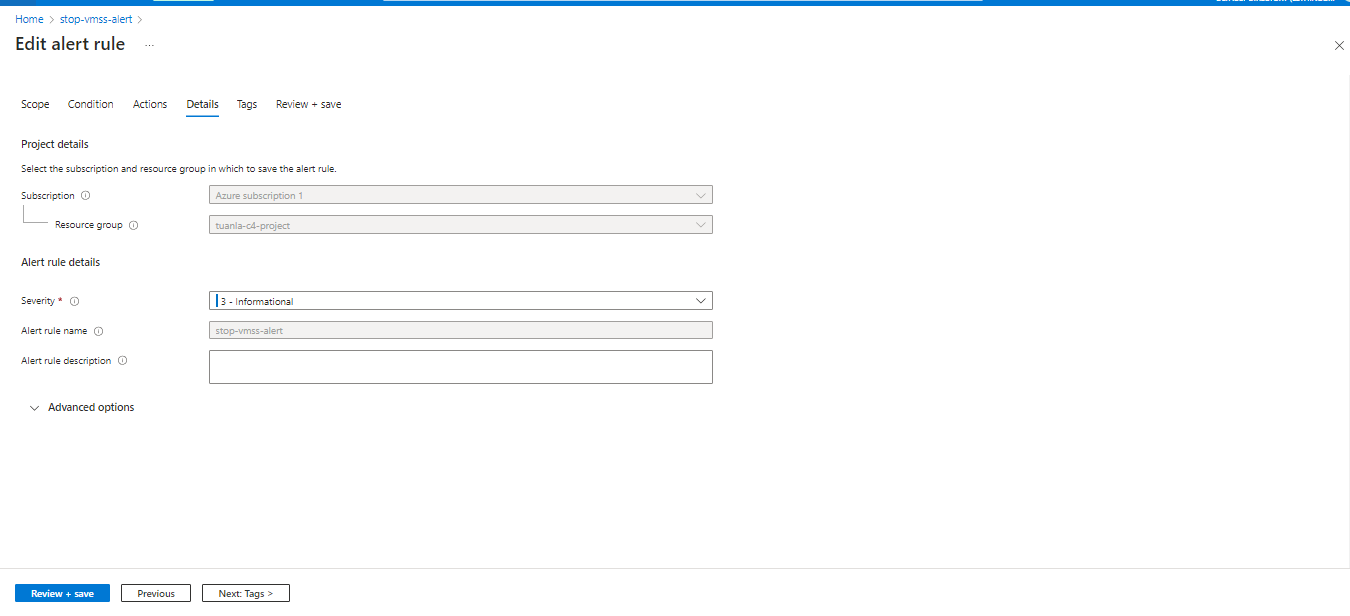 Home > stop-vmss-alert >
Edit alert rule ...
Scope Condition Actions Details Tags Review + save
Project details
Select the subscription and resource group in which to save the alert rule.
Subscription Azure subscription 1
Resource group tuanla-c4-project
Alert rule details
Severity * 3 - Informational
Alert rule name stop-vmss-alert
Alert rule description
Advanced options
Review + save Previous Next: Tags >